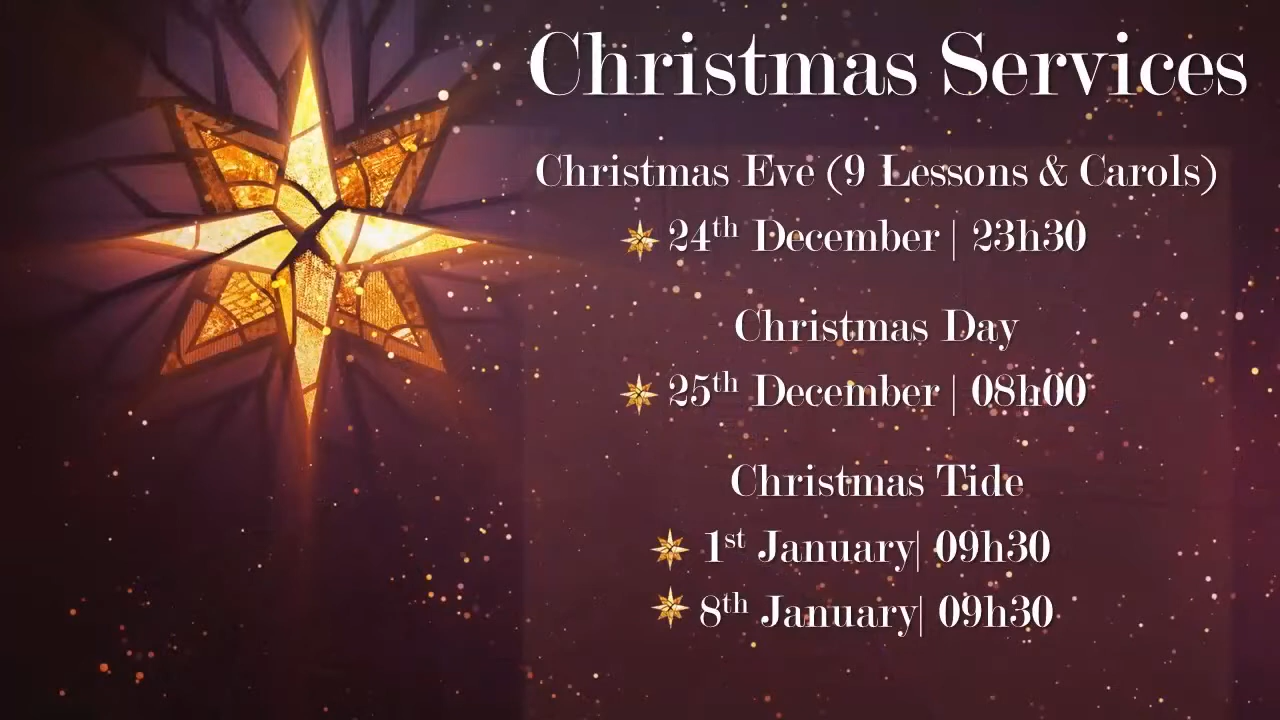 Christmas Services
Christmas Eve (9 Lessons & Carols)
24th December | 23h30
Christmas Day
25th December | 08h00
Christmas Tide
1st January| 09h30
8th January| 09h30